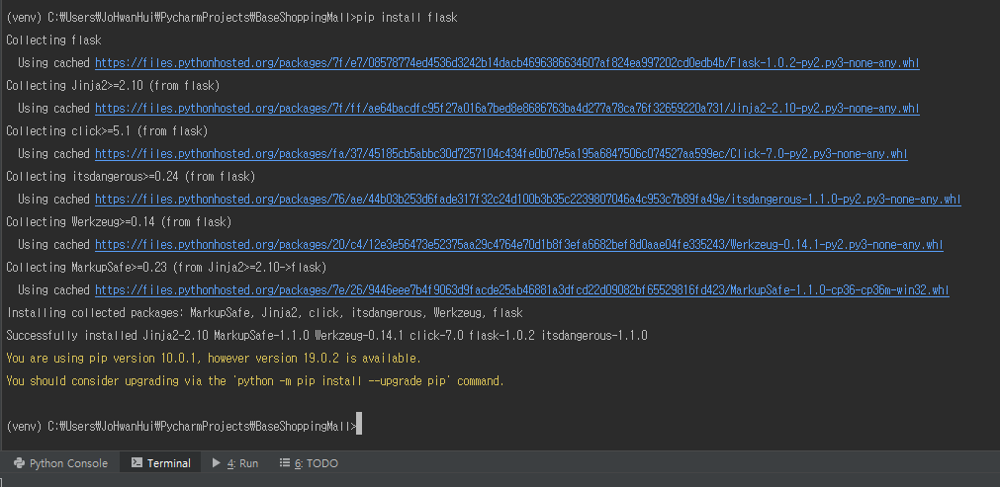 (venv) C:₩Users₩JoHwanHui₩PycharmProjects₩BaseShoppingMall>pip install flask
Collecting flask
Using cached https://files.pythonhosted.org/packages/7f/e7/08578774ed4536d3242b14dacb4696386634607af824ea997202cd0edb4b/Flask-1.0.2-py2.py3-none-any.whl
Collecting Jinja2>=2.10 (from flask)
Using cached https://files.pythonhosted.org/packages/7f/ff/ae64bacdfc95f27a016a7bed8e8686763ba4d277a78ca76f32659220a731/Jinja2-2.10-py2.py3-none-any.whl
Collecting click>=5.1 (from flask)
Using cached https://files.pythonhosted.org/packages/fa/37/45185cb5abbc30d7257104c434fe0b07e5a195a6847506c074527aa599ec/Click-7.0-py2.py3-none-any.whl
Collecting itsdangerous>=0.24 (from flask)
Using cached https://files.pythonhosted.org/packages/76/ae/44b03b253d6fade317f32c24d100b3b35c2239807046a4c953c7b89fa49e/itsdangerous-1.1.0-py2.py3-none-any.whl
Collecting Werkzeug>=0.14 (from flask)
Using cached https://files.pythonhosted.org/packages/20/c4/12e3e56473e52375aa29c4764e70d1b8f3efa6682bef8d0aae04fe335243/Werkzeug-0.14.1-py2.py3-none-any.whl
Collecting MarkupSafe>=0.23 (from Jinja2>=2.10->flask)
Using cached https://files.pythonhosted.org/packages/7e/26/9446eee7b4f9063d9facde25ab46881a3dfcd22d09082bf65529816fd423/MarkupSafe-1.1.0-cp36-cp36m-win32.whl
Installing collected packages: MarkupSafe, Jinja2, click, itsdangerous, Werkzeug, flask
Successfully installed Jinja2-2.10 MarkupSafe-1.1.0 Werkzeug-0.14.1 click-7.0 flask-1.0.2 itsdangerous-1.1.0
You are using pip version 10.0.1, however version 19.0.2 is available.
You should consider upgrading via the 'python -m pip install --upgrade pip' command.
(venv) C:₩Users₩JoHwanHui₩PycharmProjects₩BaseShoppingMall>
Python Console Terminal 4: Run 6: TODO